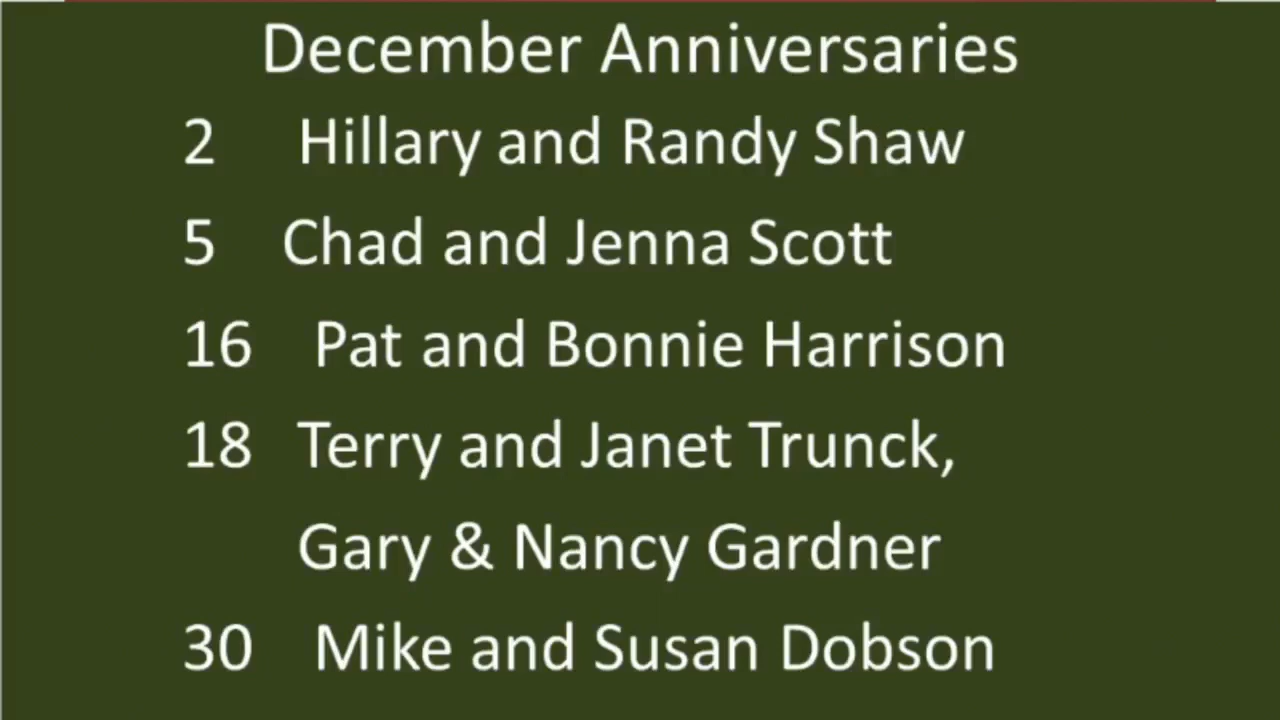 December Anniversaries
2 Hillary and Randy Shaw
5 Chad and Jenna Scott
16 Pat and Bonnie Harrison
18 Terry and Janet Trunck,
Gary & Nancy Gardner
30 Mike and Susan Dobson